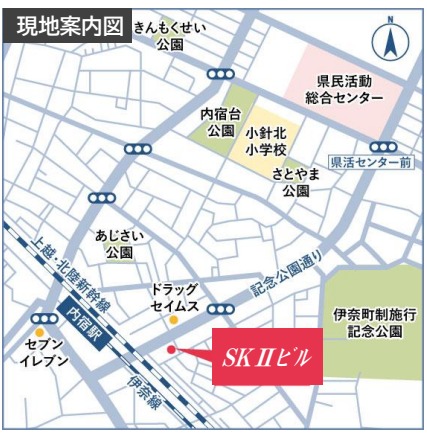 現地案内図
N
きんもくせい
公園
県民活動
総合センター
内宿台
公園
小針北
小学校
県活センター前
さとやま
公園
あじさい
公園
上越・北陸新幹線
記念公園通り
ドラッグ
セイムス
伊奈町制施行
記念公園
内宿駅
セブン
イレブン
SKⅡビル
伊奈線